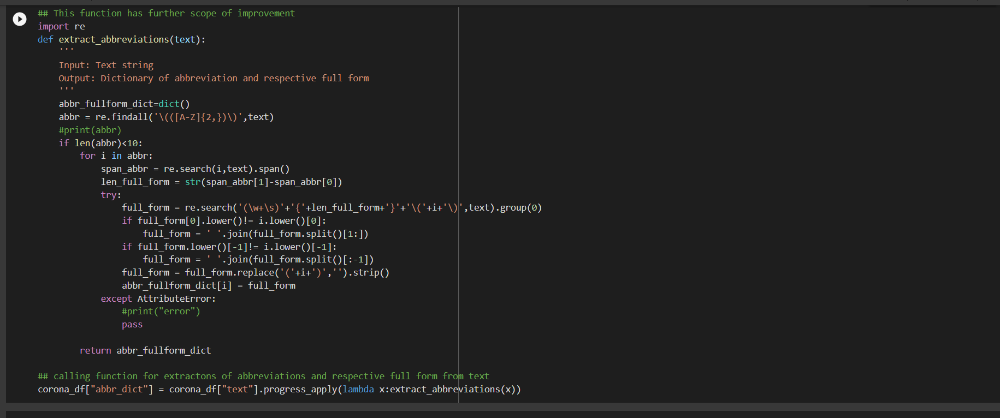 ## This function has further scope of improvement
import re
def extract_abbreviations(text):
    '''
    Input: Text string
    Output: Dictionary of abbreviation and respective full form
    '''
    abbr_fullform_dict=dict()
    abbr = re.findall('\(([A-Z]{2,})\)',text)
    #print(abbr)
    if len(abbr)<10:
        for i in abbr:
            span_abbr = re.search(i,text).span()
            len_full_form = str(span_abbr[1]-span_abbr[0])
            try:
                full_form = re.search('(\w+\s)'+'{'+len_full_form+'}'+'\('+i+'\)',text).group(0)
                if full_form[0].lower()!= i.lower()[0]:
                    full_form = ' '.join(full_form.split()[1:])
                if full_form.lower()[-1]!= i.lower()[-1]:
                    full_form = ' '.join(full_form.split()[:-1])
                full_form = full_form.replace('('+i+')','').strip()
                abbr_fullform_dict[i] = full_form
            except AttributeError:
                #print("error")
                pass
        return abbr_fullform_dict
## calling function for extractons of abbreviations and respective full form from text
corona_df["abbr_dict"] = corona_df["text"].progress_apply(lambda x:extract_abbreviations(x))